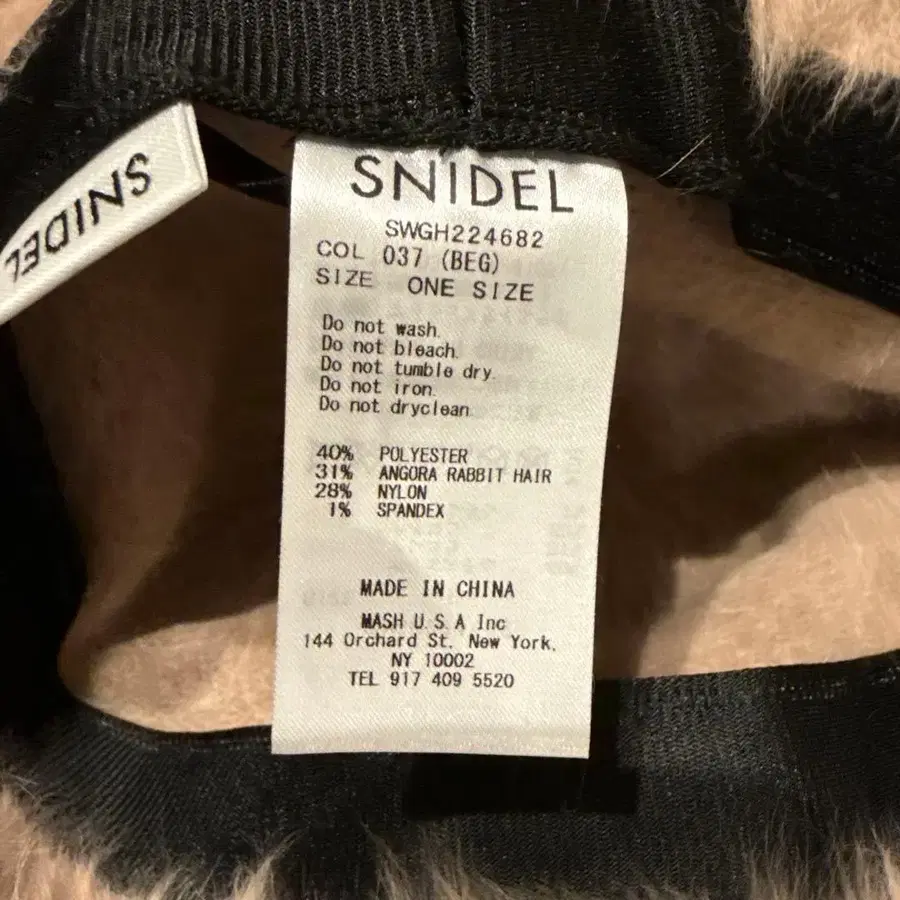 SNIDEL
SNIDEL
SWGH224682
COL 037 (BEG)
SIZE ONE SIZE
Do not wash.
Do not bleach.
Do not tumble dry.
Do not iron.
Do not dryclean.
40% POLYESTER
31% ANGORA RABBIT HAIR
28% NYLON
1% SPANDEX
MADE IN CHINA
MASH U.S.A Inc
144 Orchard St, New York,
NY 10002
TEL 917 409 5520